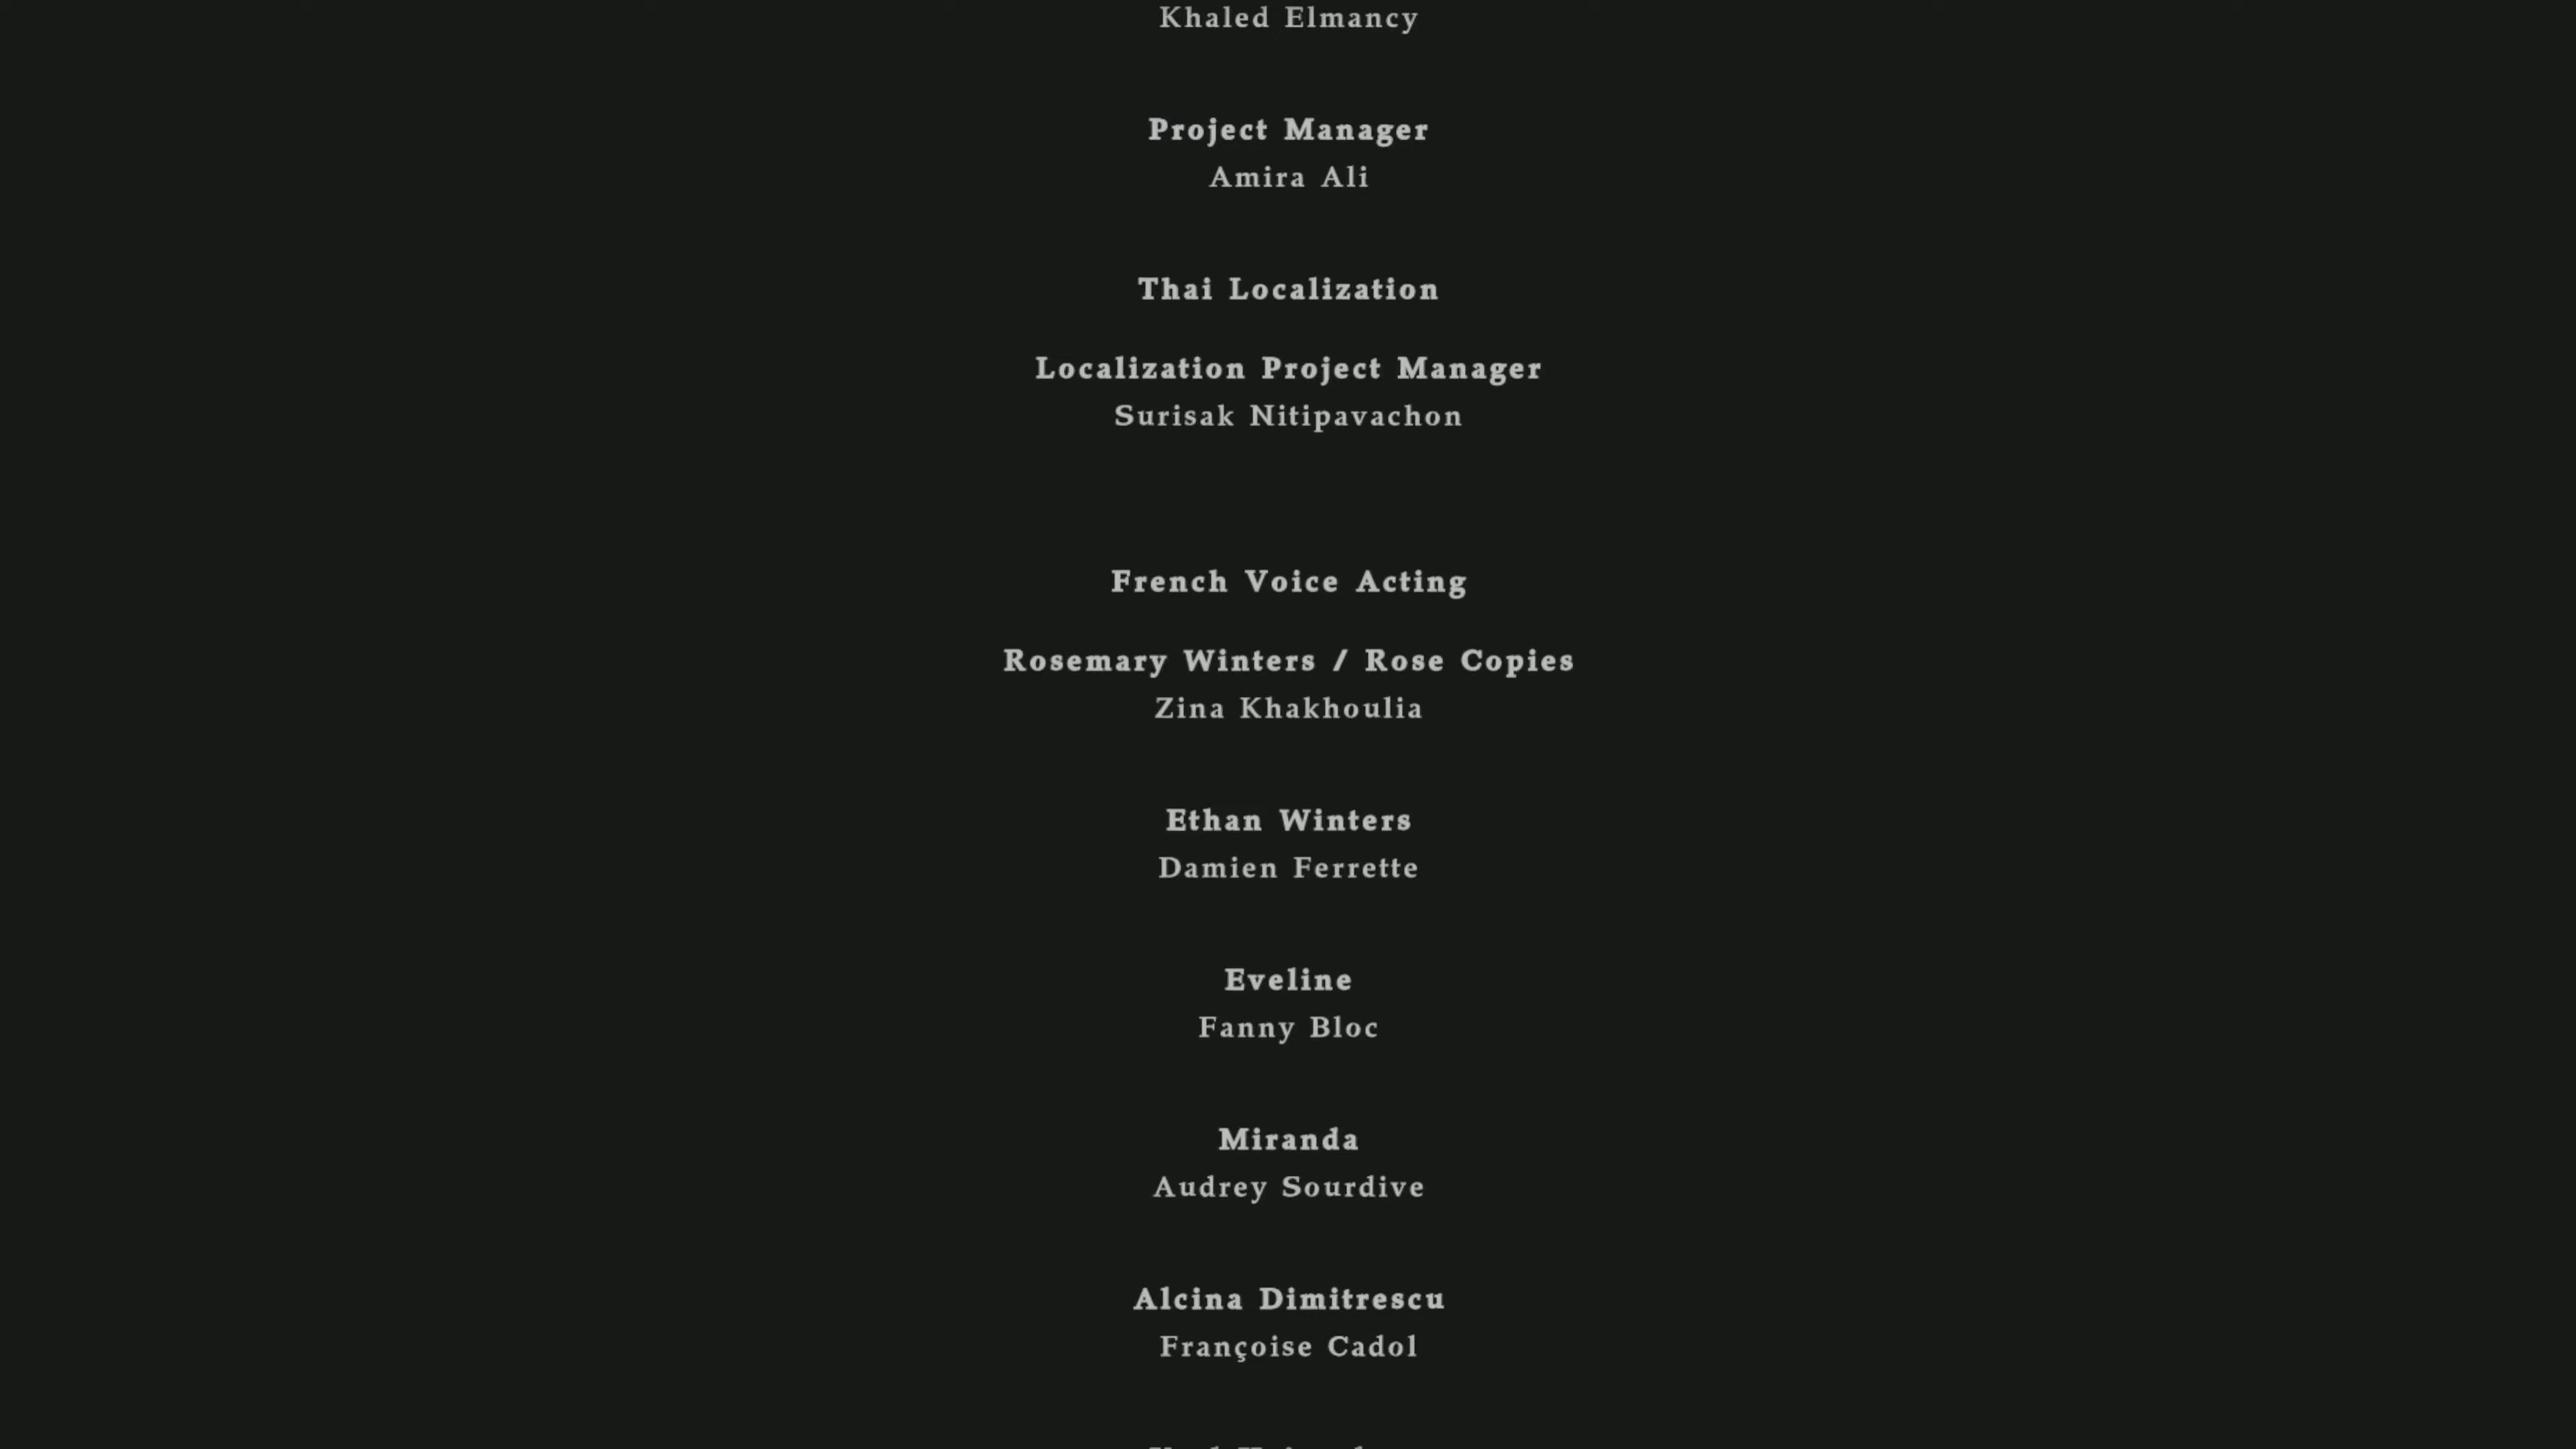 Khaled Elmancy
Project Manager
Amira Ali
Thai Localization
Localization Project Manager
Surisak Nitipavachon
French Voice Acting
Rosemary Winters / Rose Copies
Zina Khakhoulia
Ethan Winters
Damien Ferrette
Eveline
Fanny Bloc
Miranda
Audrey Sourdive
Alcina Dimitrescu
Françoise Cadol